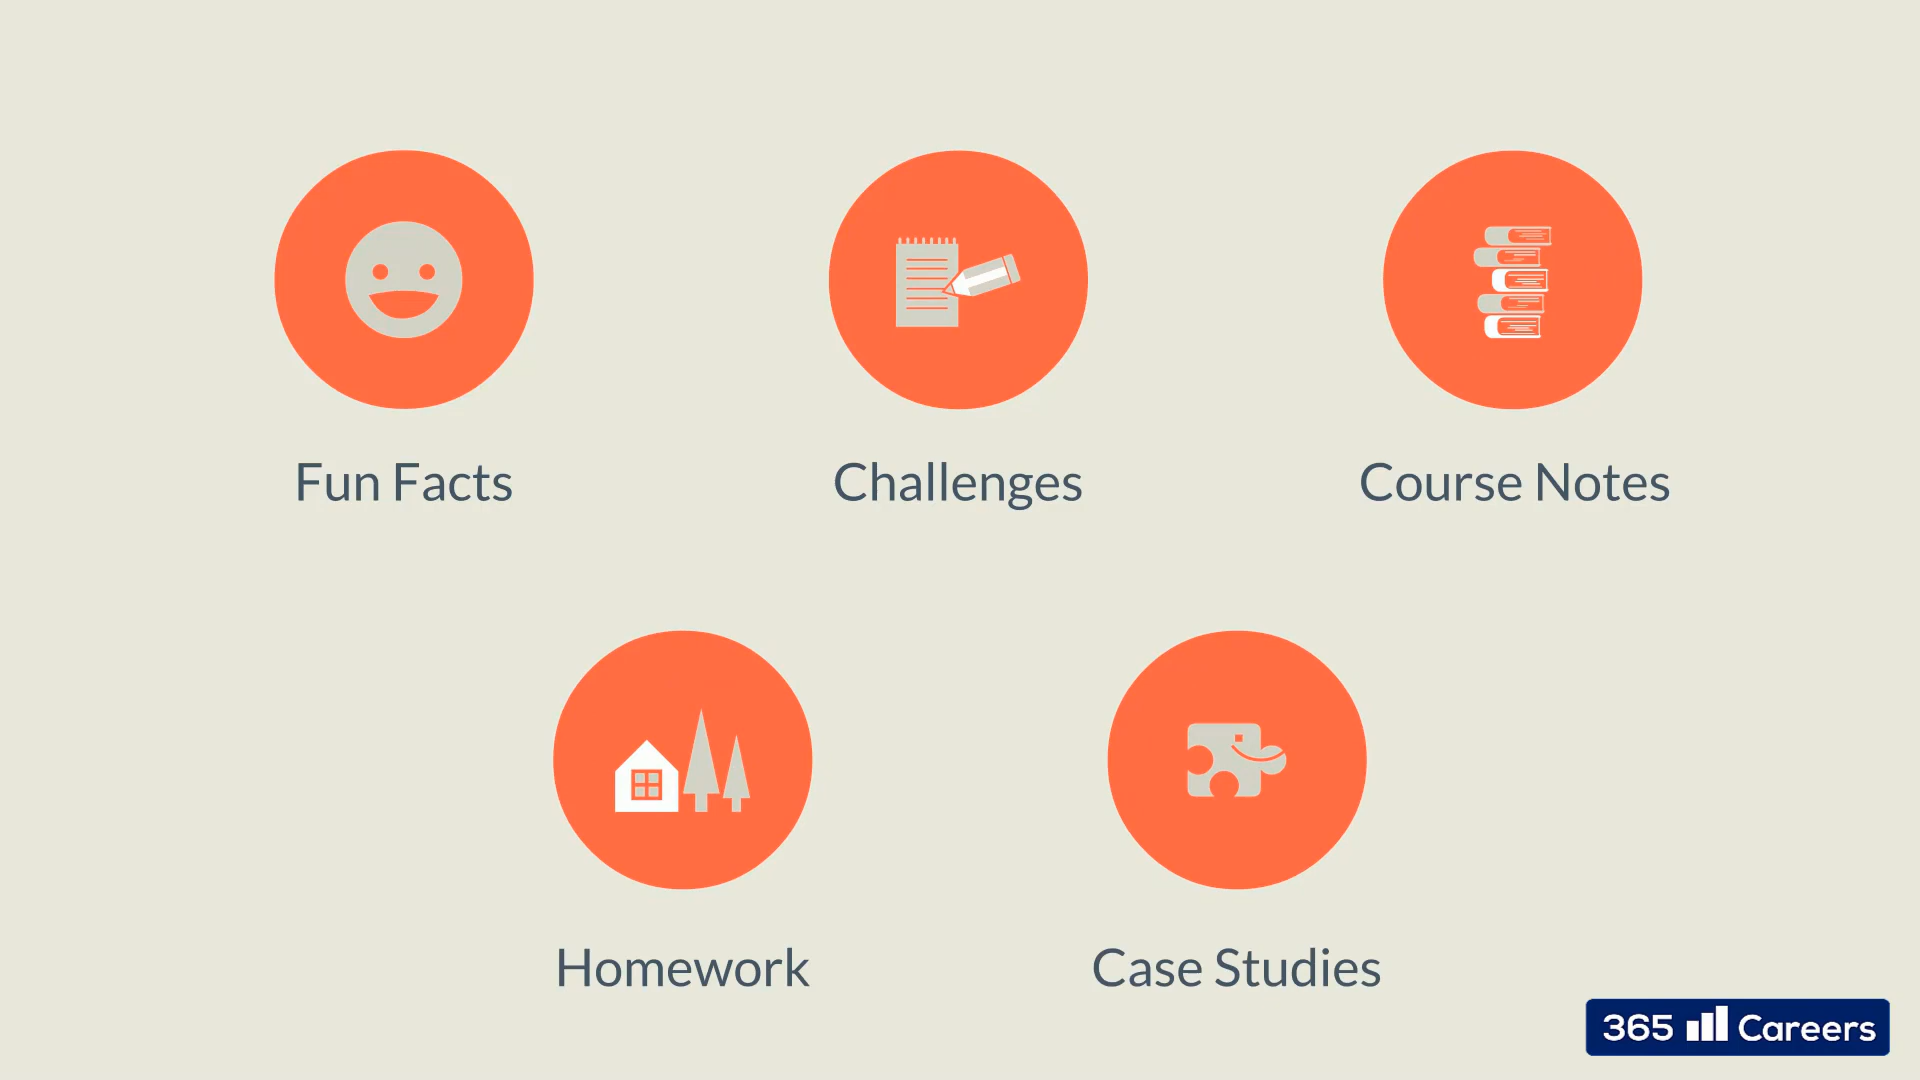 Fun Facts
Challenges
Course Notes
Homework
Case Studies
365 Careers